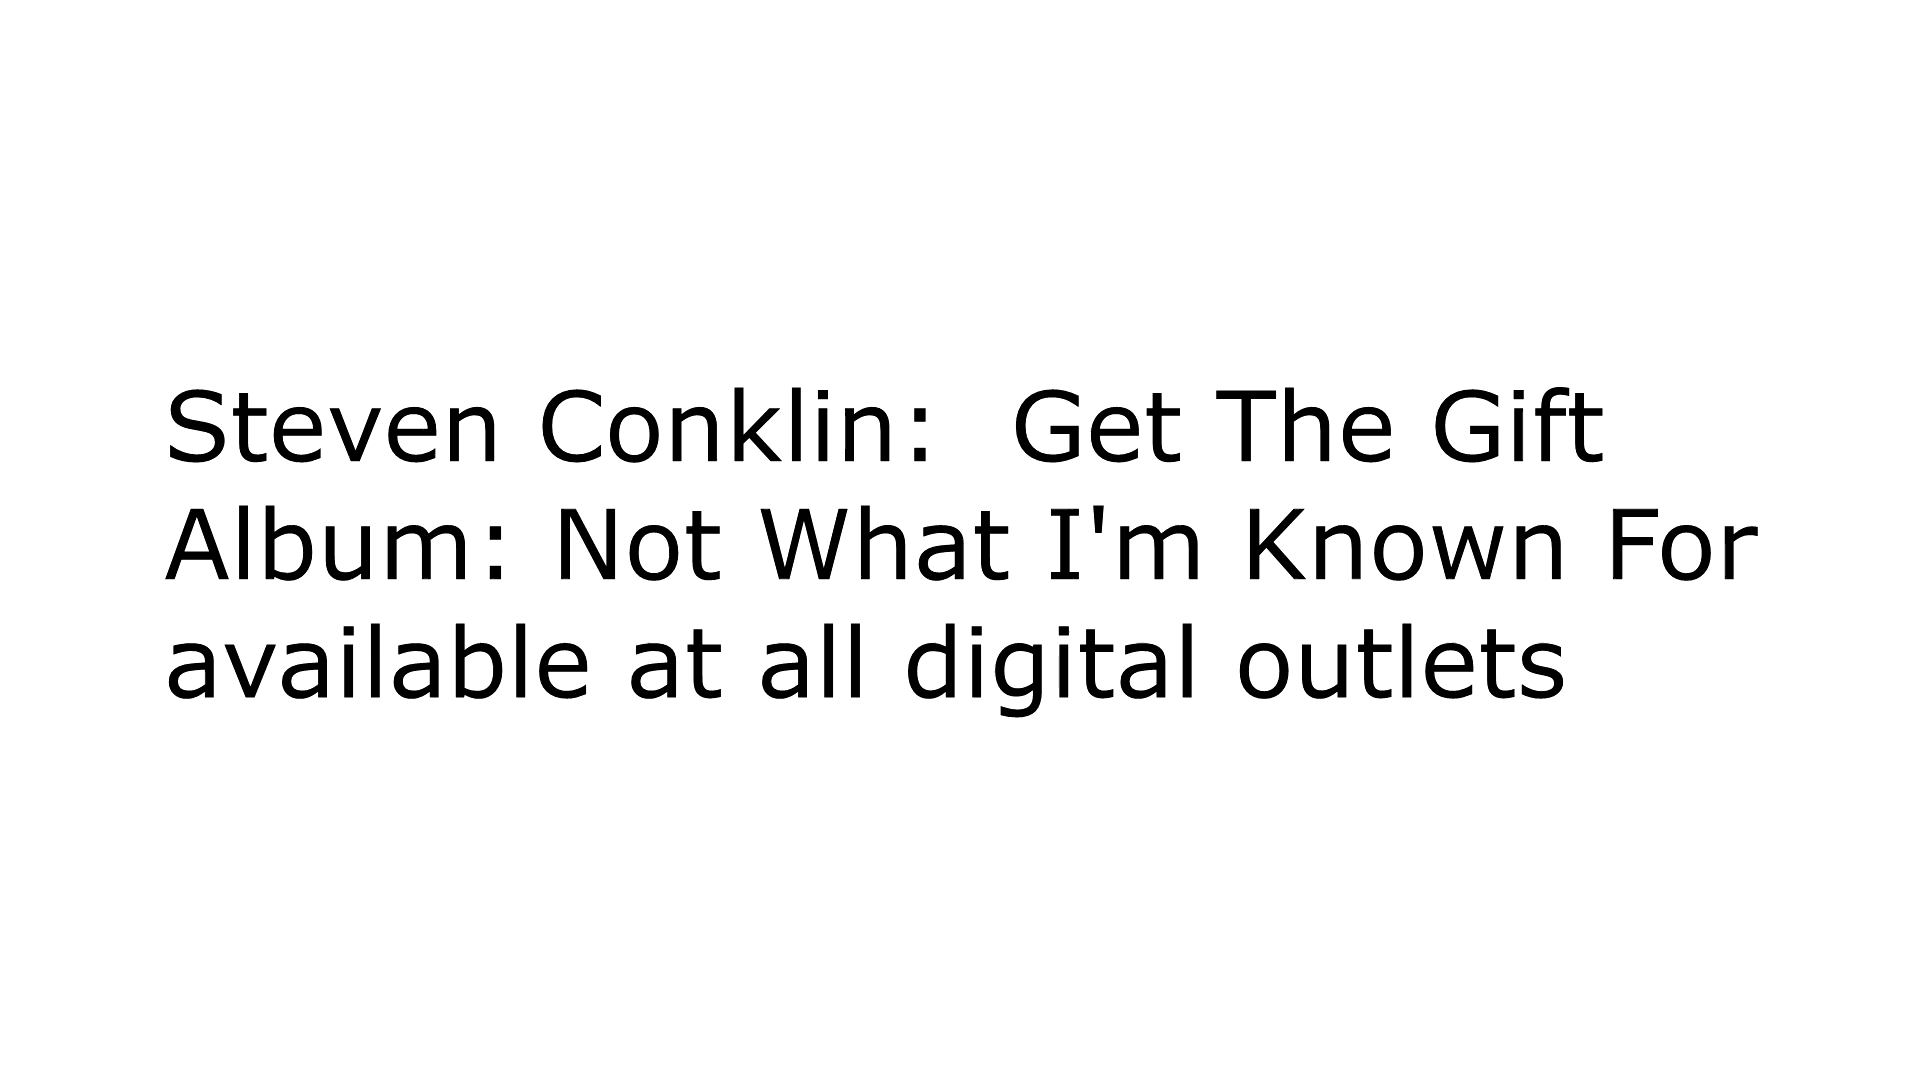 Steven Conklin:  Get The Gift
Album: Not What I'm Known For
available at all digital outlets